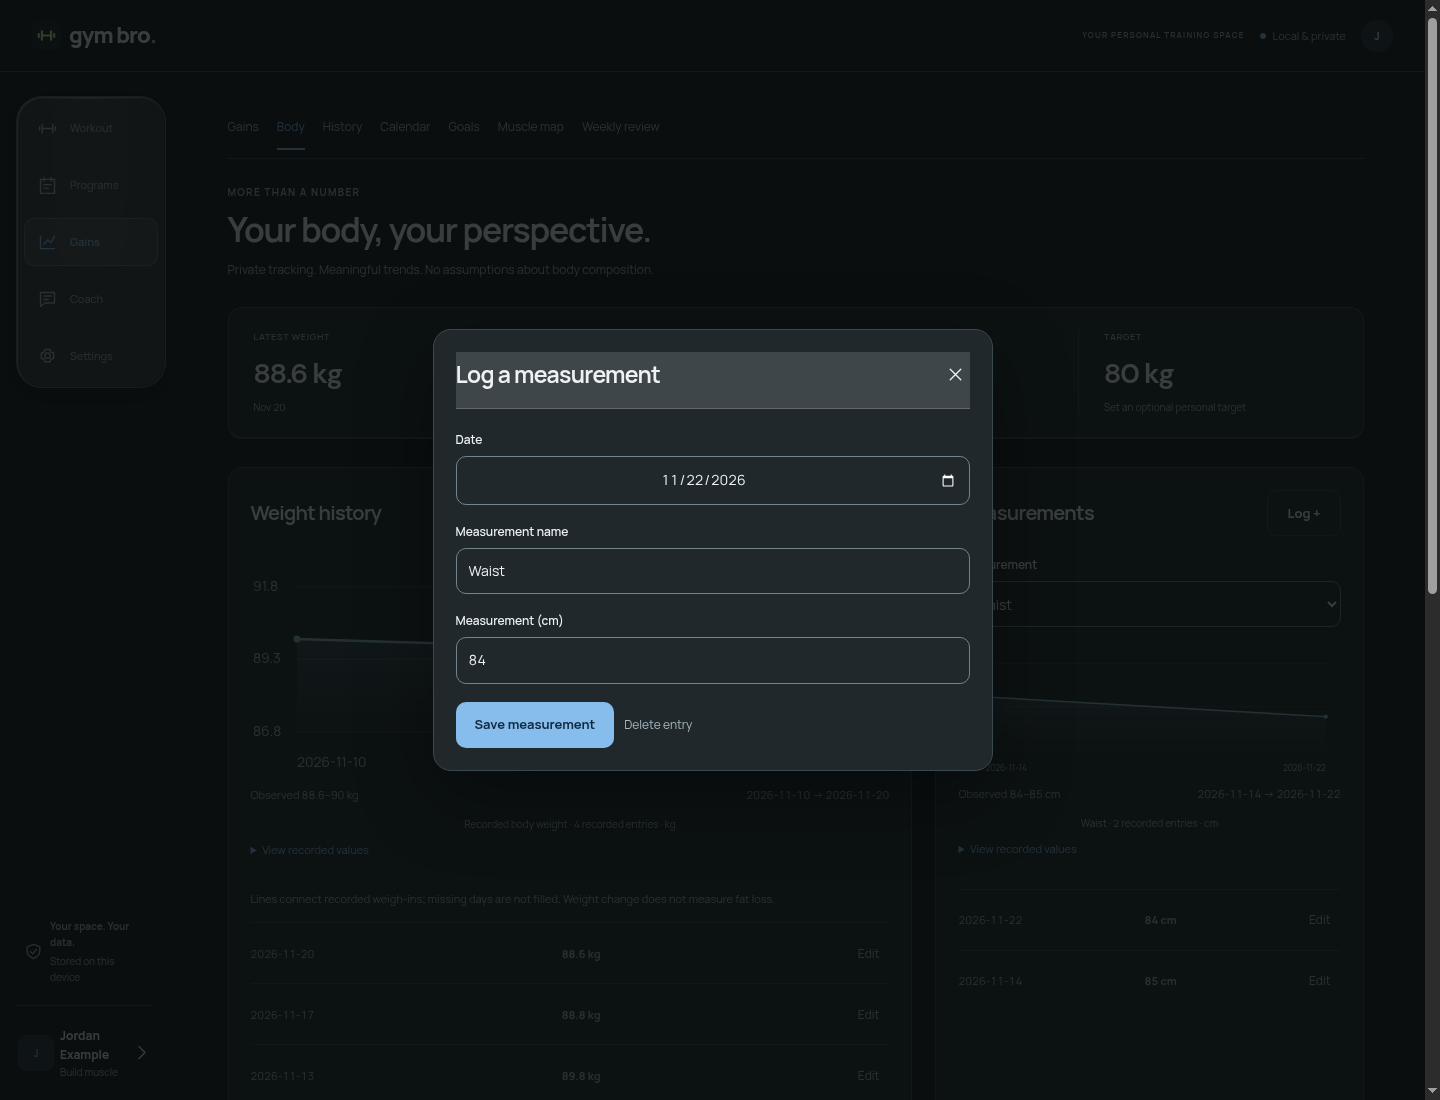 gym bro.
YOUR PERSONAL TRAINING SPACE
Local & private
J
Workout
Programs
Gains
Coach
Settings
Gains Body History Calendar Goals Muscle map Weekly review
MORE THAN A NUMBER
Your body, your perspective.
Private tracking. Meaningful trends. No assumptions about body composition.
LATEST WEIGHT
88.6 kg
Nov 20
TARGET
80 kg
Set an optional personal target
Log a measurement
Date
11/22/2026
Measurement name
Waist
Measurement (cm)
84
Save measurement
Delete entry
Weight history
91.8
89.3
86.8
2026-11-10
Observed 88.6–90 kg
2026-11-10 → 2026-11-20
Recorded body weight · 4 recorded entries · kg
View recorded values
Lines connect recorded weigh-ins; missing days are not filled. Weight change does not measure fat loss.
2026-11-20 88.6 kg Edit
2026-11-17 88.8 kg Edit
2026-11-13 89.8 kg Edit
Log +
2026-11-14
2026-11-22
Observed 84–85 cm
2026-11-14 → 2026-11-22
Waist · 2 recorded entries · cm
View recorded values
2026-11-22 84 cm Edit
2026-11-14 85 cm Edit
Your space. Your
data.
Stored on this
device
J
Jordan
Example
Build muscle